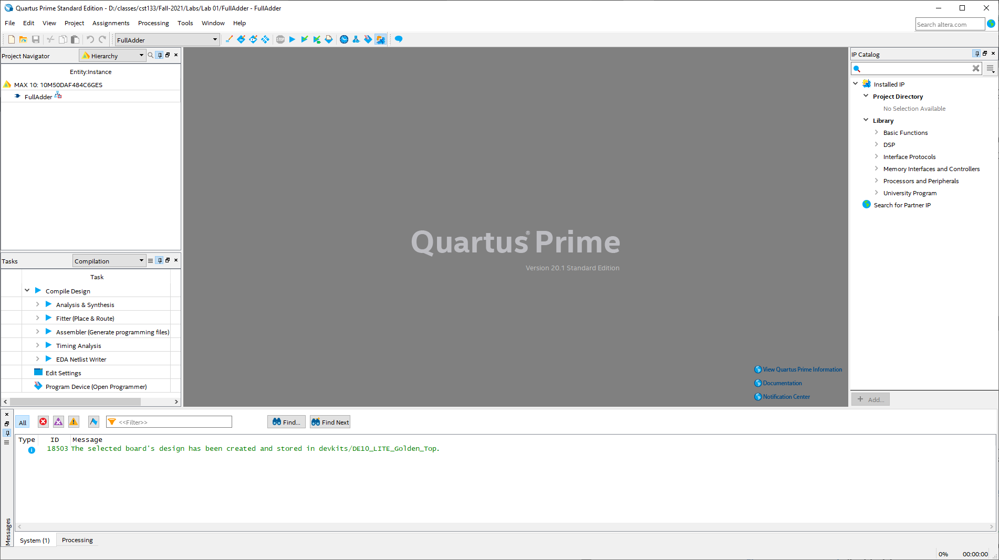 Quartus Prime Standard Edition - D:/classes/cst133/Fall-2021/Labs/Lab 01/FullAdder - FullAdder
File Edit View Project Assignments Processing Tools Window Help
Search altera.com
FullAdder
STOP
Project Navigator
Hierarchy
Entity:Instance
MAX 10: 10M50DAF484C6GES
FullAdder
Tasks
Compilation
Task
Compile Design
Analysis & Synthesis
Fitter (Place & Route)
Assembler (Generate programming files)
Timing Analysis
EDA Netlist Writer
Edit Settings
Program Device (Open Programmer)
Quartus® Prime
Version 20.1 Standard Edition
View Quartus Prime Information
Documentation
Notification Center
IP Catalog
Installed IP
Project Directory
No Selection Available
Library
Basic Functions
DSP
Interface Protocols
Memory Interfaces and Controllers
Processors and Peripherals
University Program
Search for Partner IP
+ Add...
All
<<Filter>>
Find...
Find Next
Type ID Message
18503 The selected board's design has been created and stored in devkits/DE10_LITE_Golden_Top.
Messages
System (1)
Processing
0% 00:00:00